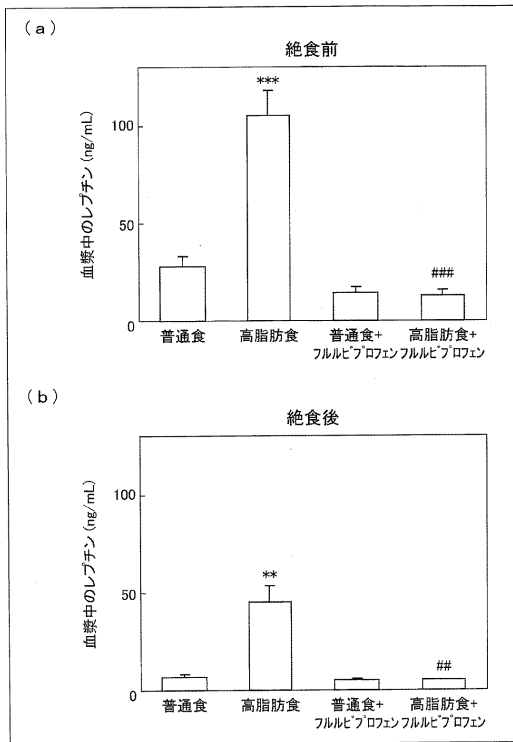 (a)
絶食前
血漿中のレプチン(ng/mL)
100
50
0
***
###
普通食
高脂肪食
普通食+
フルルビプロフェン
高脂肪食+
フルルビプロフェン
(b)
絶食後
血漿中のレプチン(ng/mL)
100
50
0
**
##
普通食
高脂肪食
普通食+
フルルビプロフェン
高脂肪食+
フルルビプロフェン